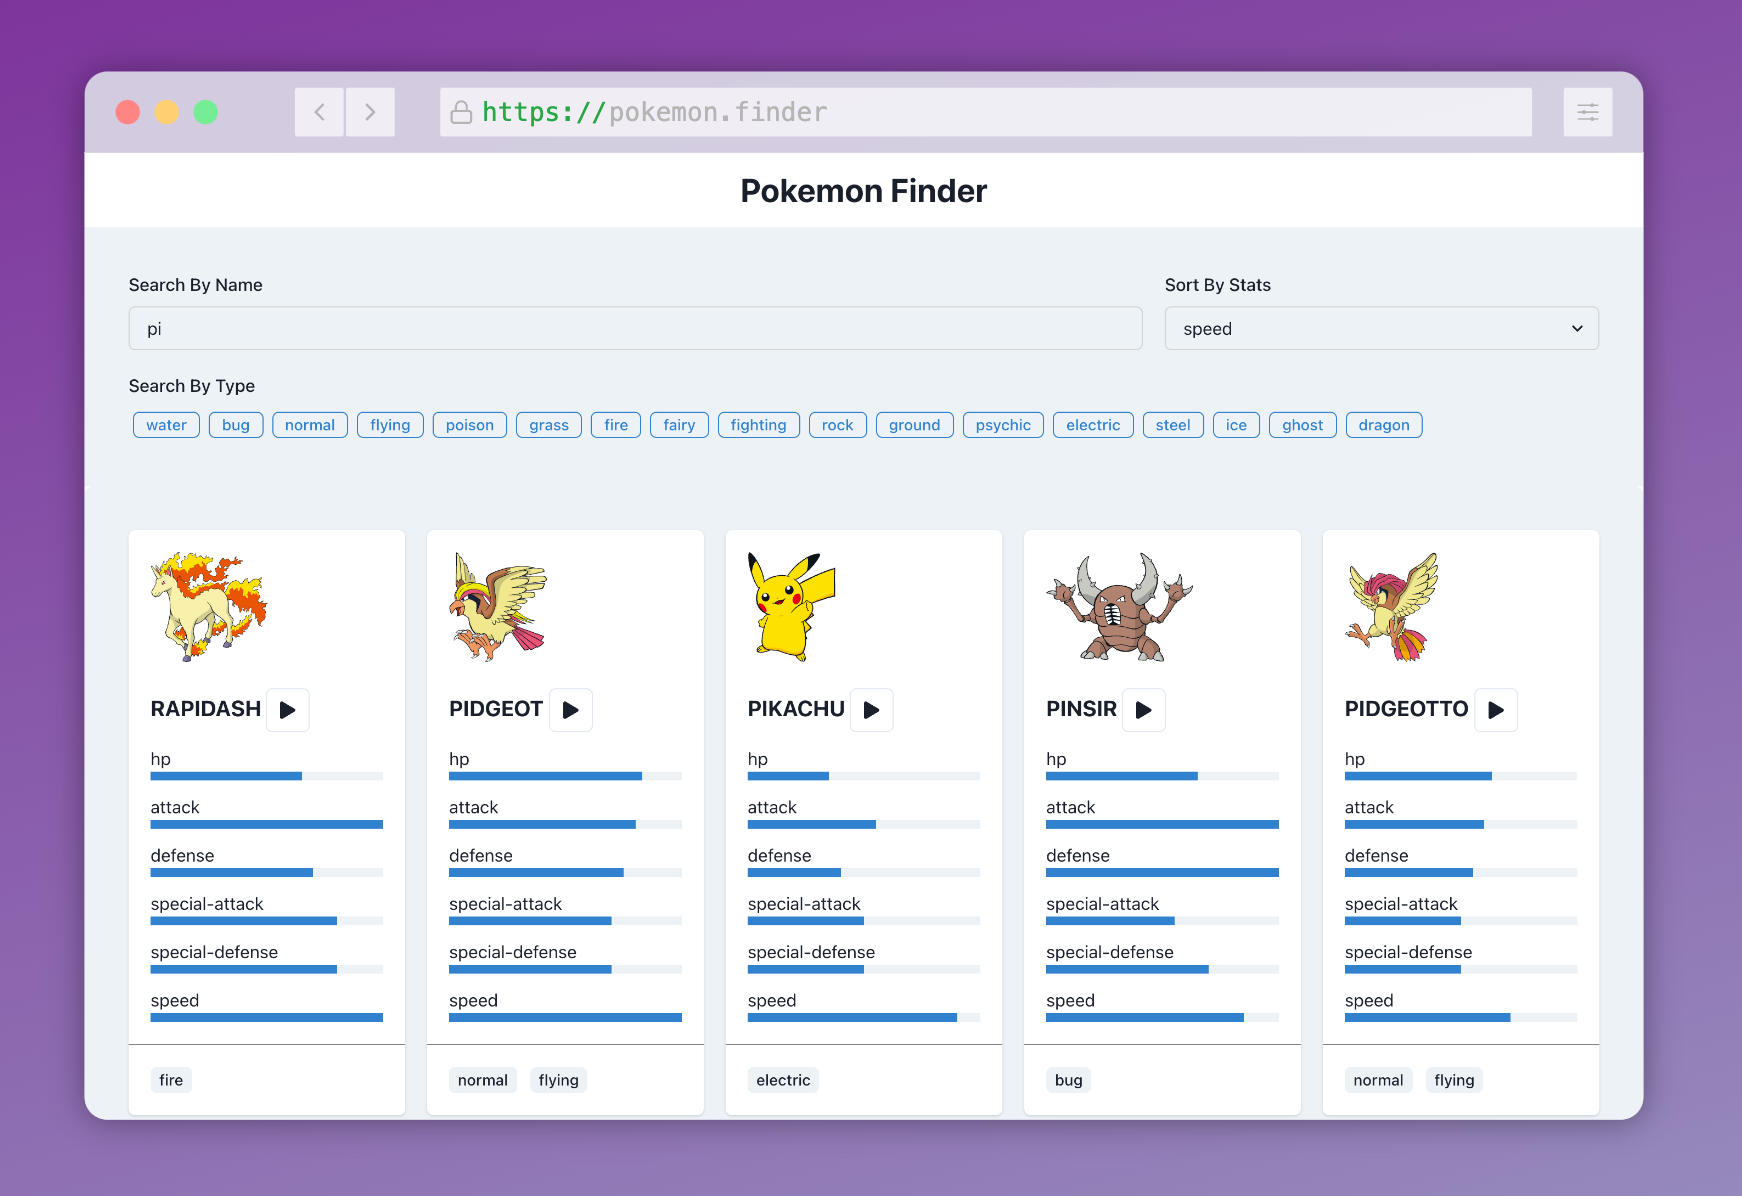 https://pokemon.finder
Pokemon Finder
Search By Name
Sort By Stats
pi
speed
Search By Type
water bug normal flying poison grass fire fairy fighting rock ground psychic electric steel ice ghost dragon
RAPIDASH
hp
attack
defense
special-attack
special-defense
speed
fire
PIDGEOT
hp
attack
defense
special-attack
special-defense
speed
normal flying
PIKACHU
hp
attack
defense
special-attack
special-defense
speed
electric
PINSIR
hp
attack
defense
special-attack
special-defense
speed
bug
PIDGEOTTO
hp
attack
defense
special-attack
special-defense
speed
normal flying